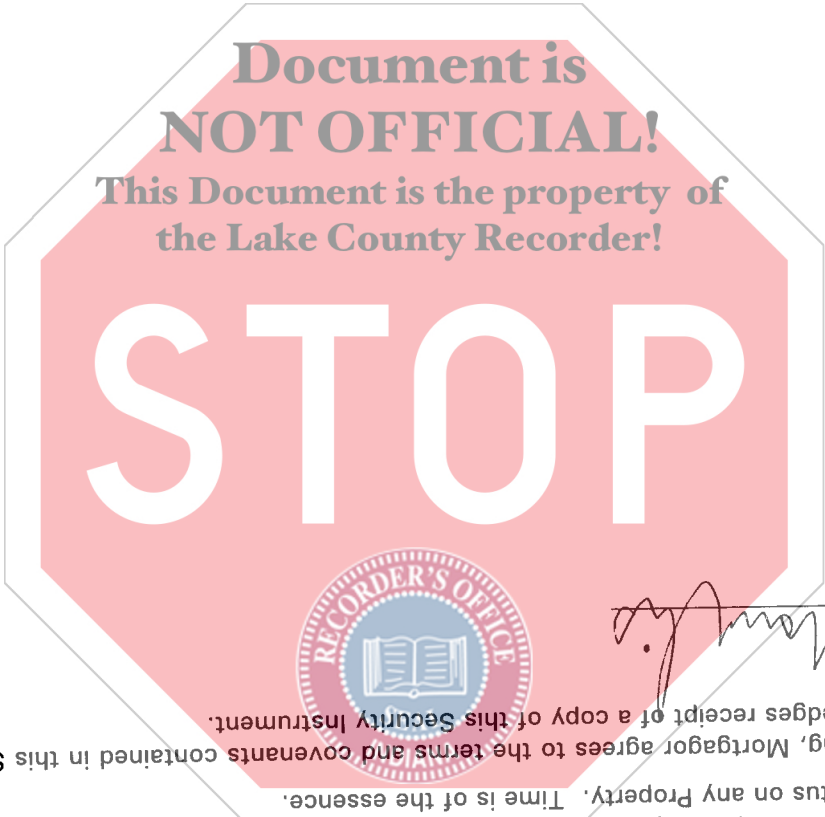 Document is
NOT OFFICIAL!
This Document is the property of
the Lake County Recorder!
STOP
RECORDER'S OFFICE
on any Property. Time is of the essence.
Mortgagor agrees to the terms and covenants contained in this
receipt of a copy of this Security Instrument.